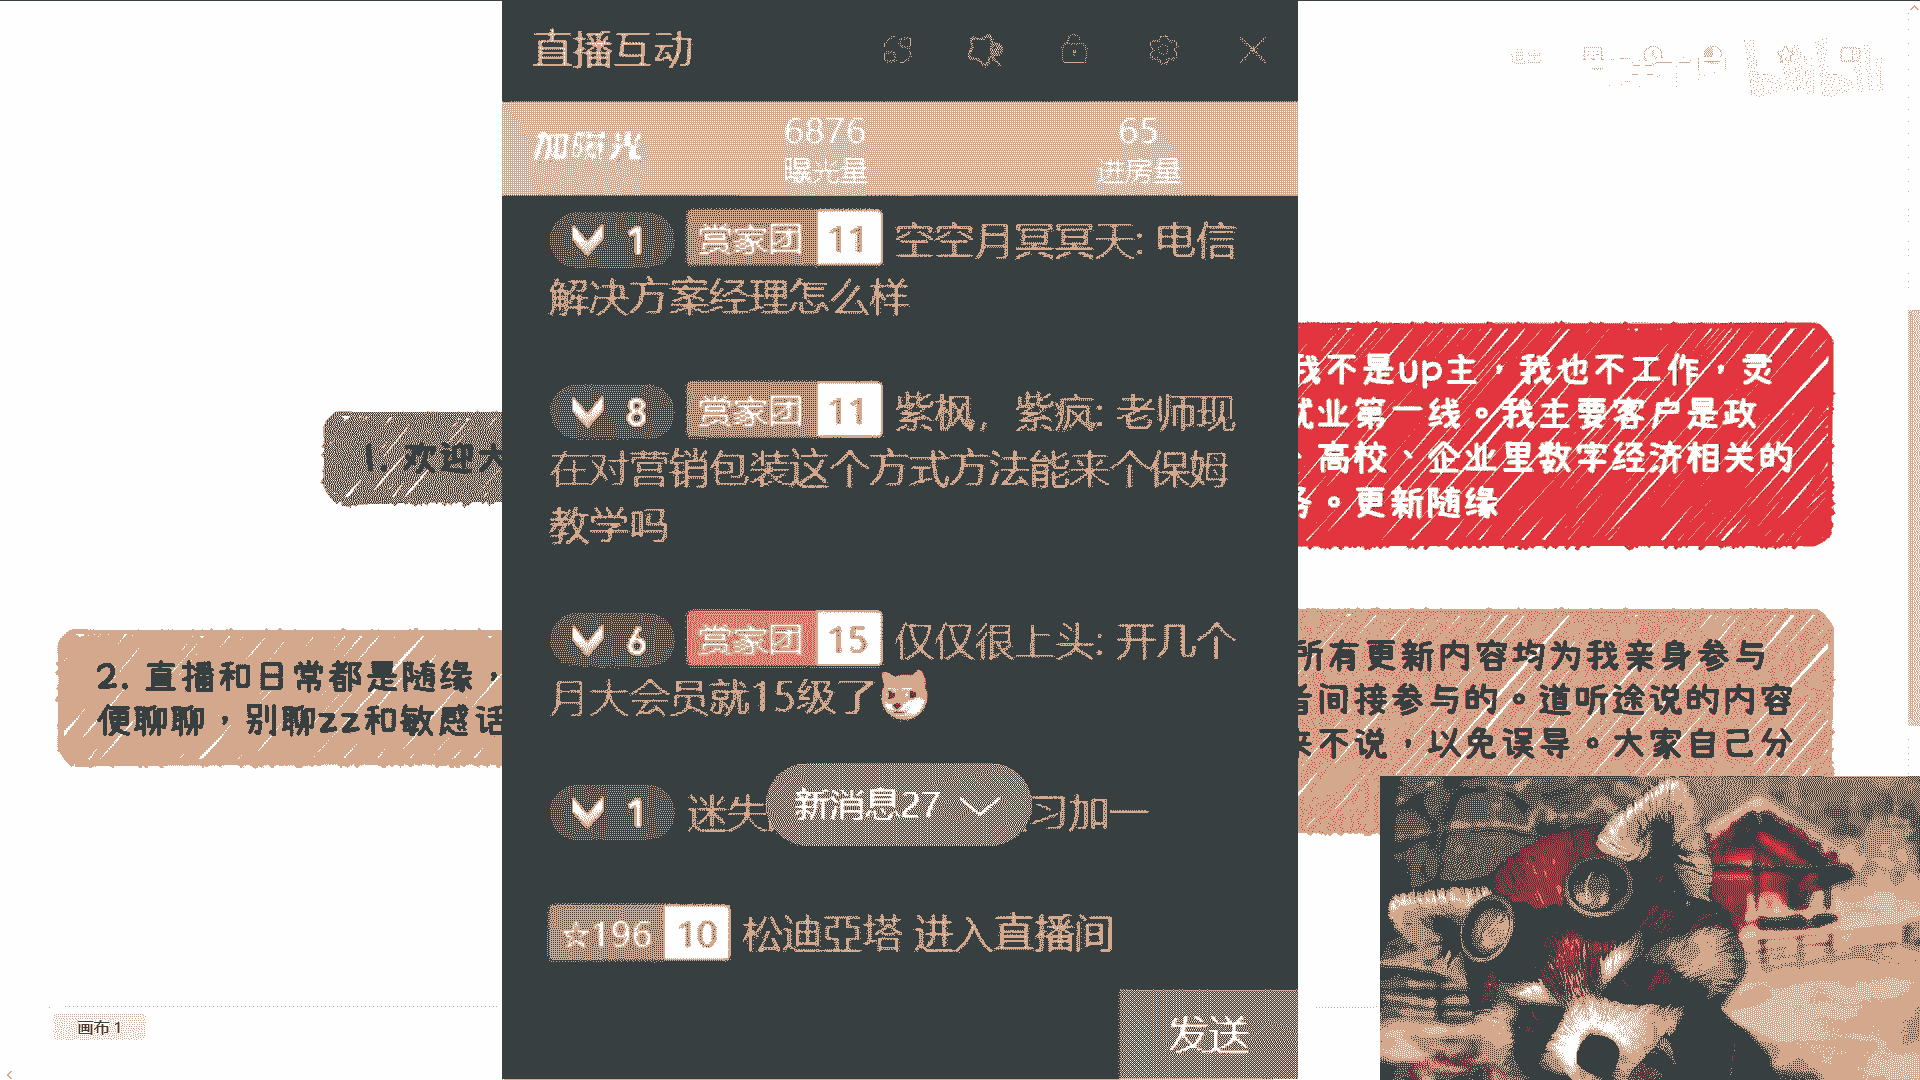 直播互动
加曝光
6876
曝光量
65
进房量
1 赏家团 11 空空月冥冥天: 电信
解决方案经理怎么样
8 赏家团 11 紫枫，紫疯: 老师现
在对营销包装这个方式方法能来个保姆
教学吗
6 赏家团 15 仅仅很上头: 开几个
月大会员就15级了
1 迷失
习加一
新消息27
☆196 10 松迪亞塔 进入直播间
发送
1. 欢迎大
2. 直播和日常都是随缘，
便聊聊，别聊zz和敏感话
我不是up主，我也不工作，灵
就业第一线。我主要客户是政
、高校、企业里数字经济相关的
务。更新随缘
所有更新内容均为我亲身参与
者间接参与的。道听途说的内容
来不说，以免误导。大家自己分
画布 1